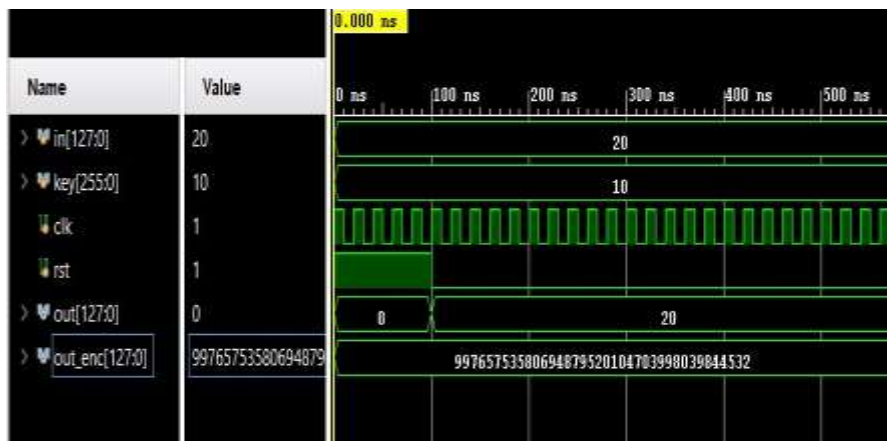 0.000 ns
Name Value 0 ns 100 ns 200 ns 300 ns 400 ns 500 ns
in[127:0] 20 20
key[255:0] 10 10
clk 1
rst 1
out[127:0] 0 0 20
out_enc[127:0] 99765753580694879 99765753580694879520104703998039844532